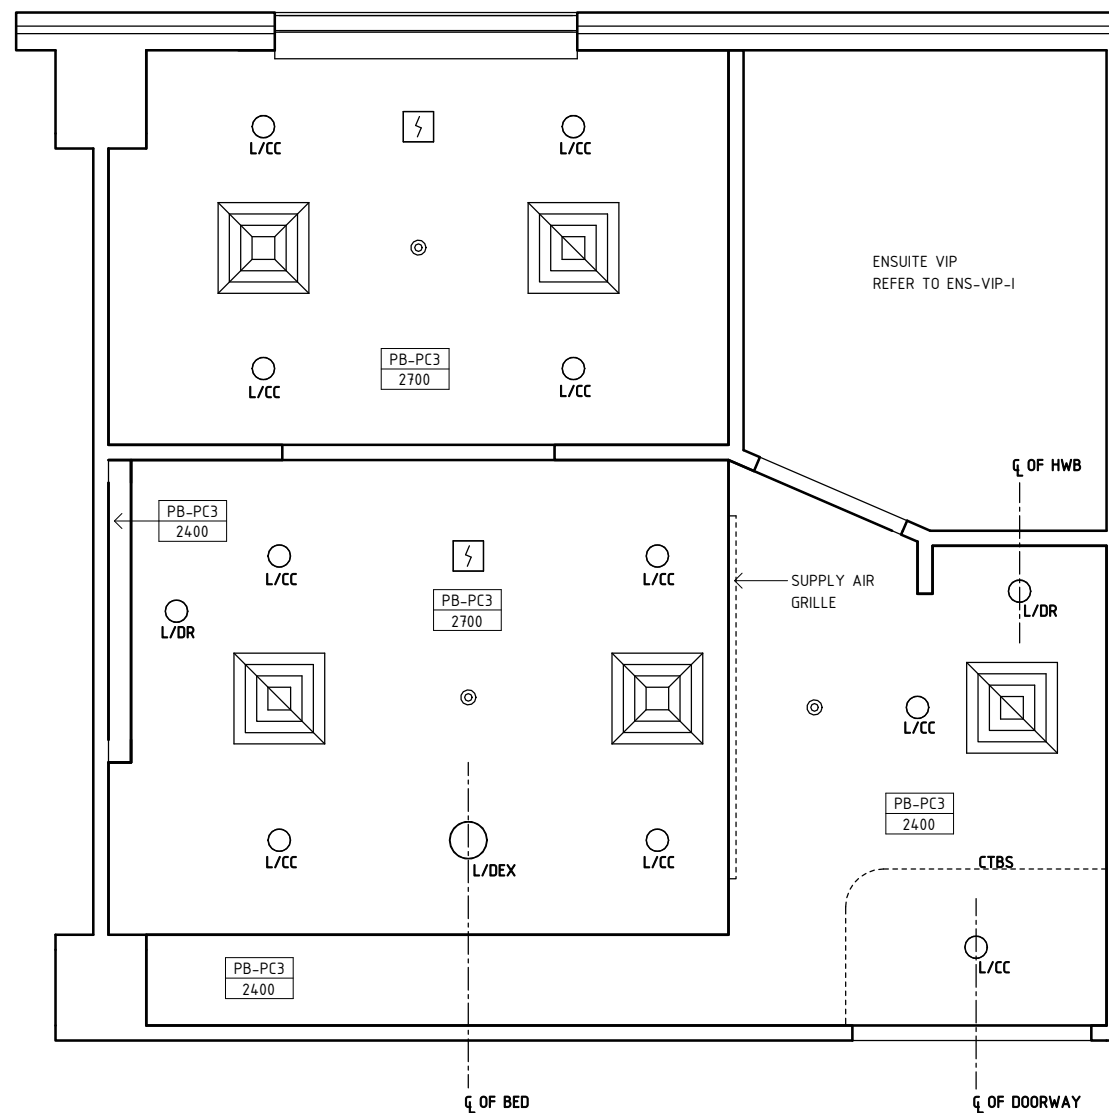 L/CC
L/CC
ENSUITE VIP
REFER TO ENS-VIP-I
PB-PC3
2700
L/CC
L/CC
℄ OF HWB
PB-PC3
2400
L/CC
L/CC
SUPPLY AIR
GRILLE
PB-PC3
2700
L/DR
L/DR
L/CC
PB-PC3
2400
L/CC
L/DEX
L/CC
CTBS
PB-PC3
2400
L/CC
℄ OF BED
℄ OF DOORWAY